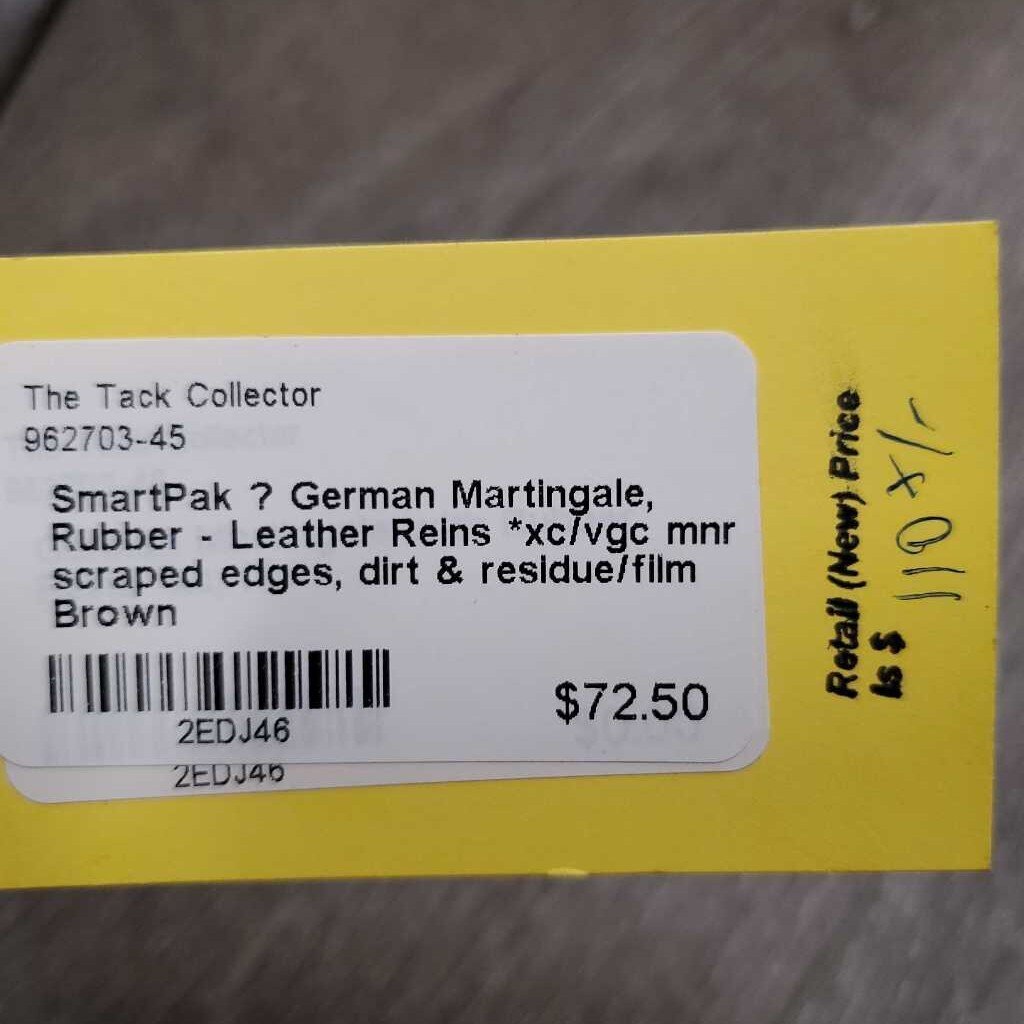 The Tack Collector
962703-45
SmartPak ? German Martingale,
Rubber - Leather Reins *xc/vgc mnr
scraped edges, dirt & residue/film
Brown
2EDJ46
$72.50
2EDJ46
Retail (New) Price
Is $
110